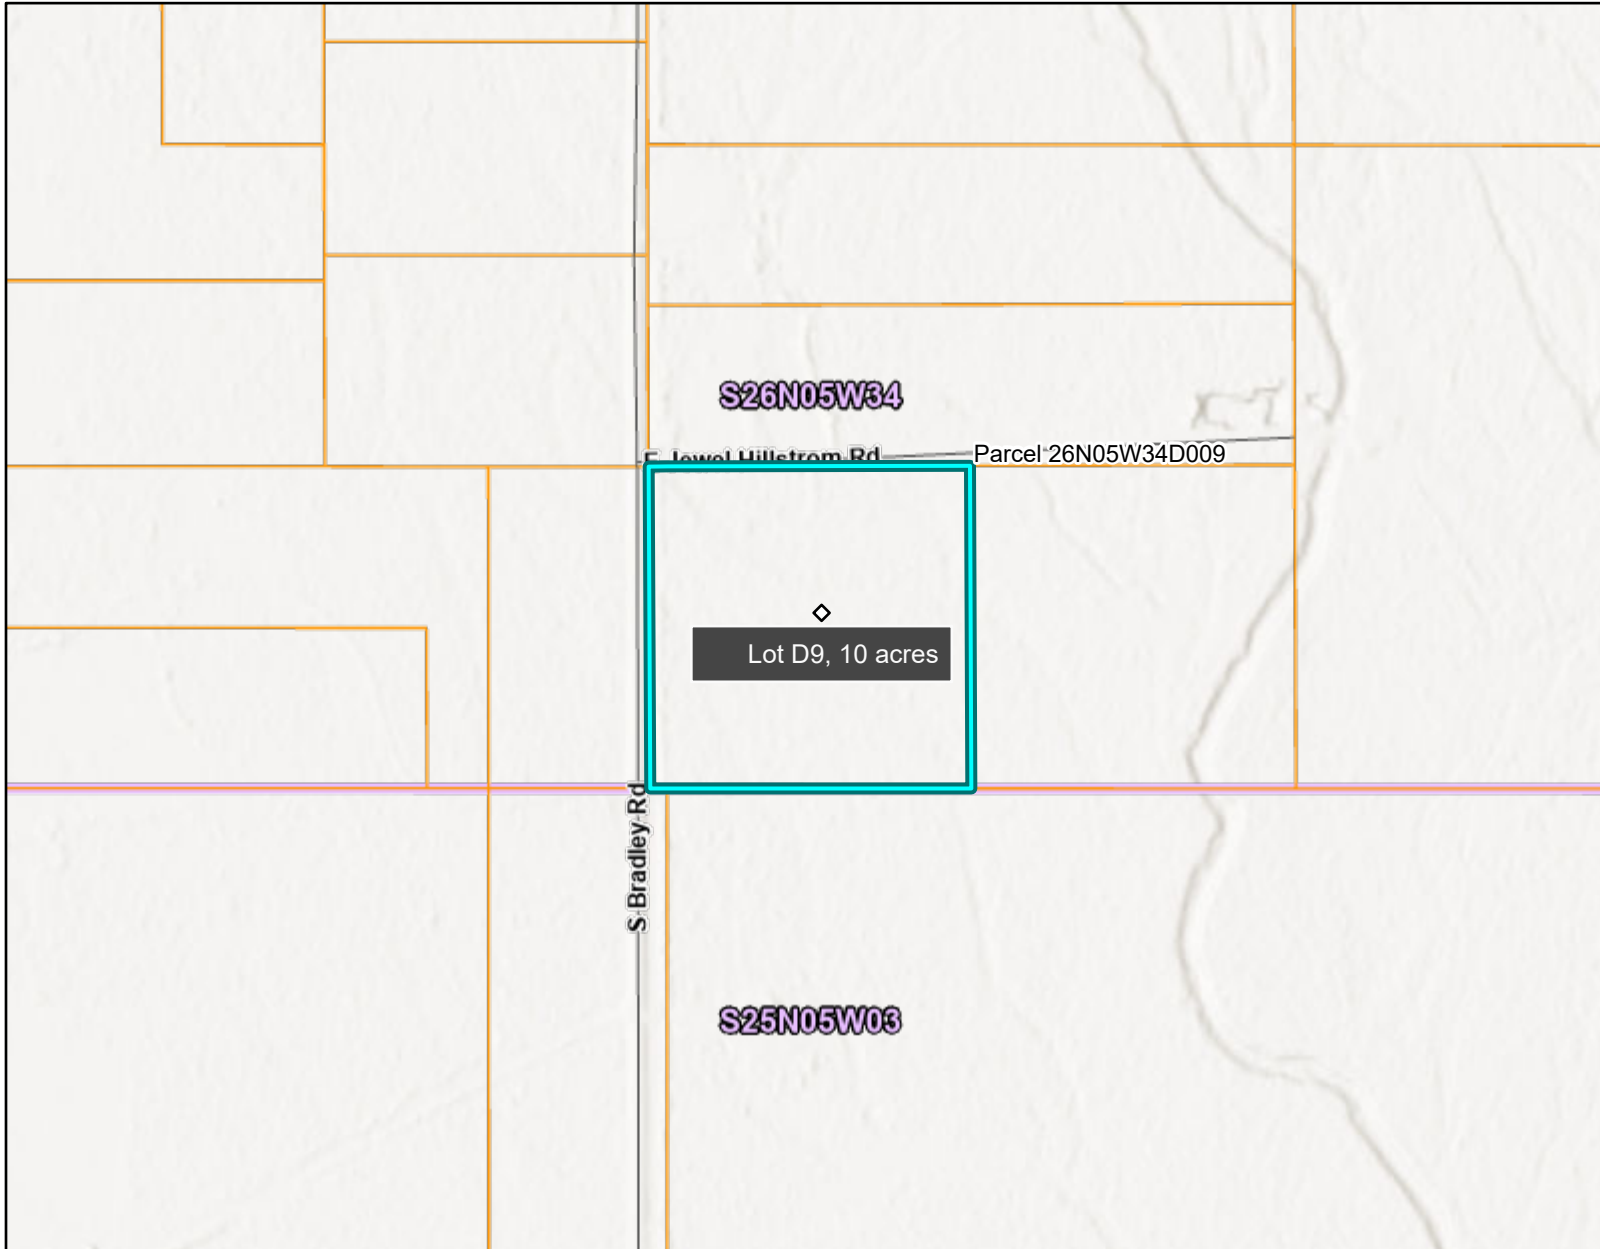 S26N05W34
E Jewel Hillstrom Rd
Parcel 26N05W34D009
Lot D9, 10 acres
S Bradley Rd
S25N05W03